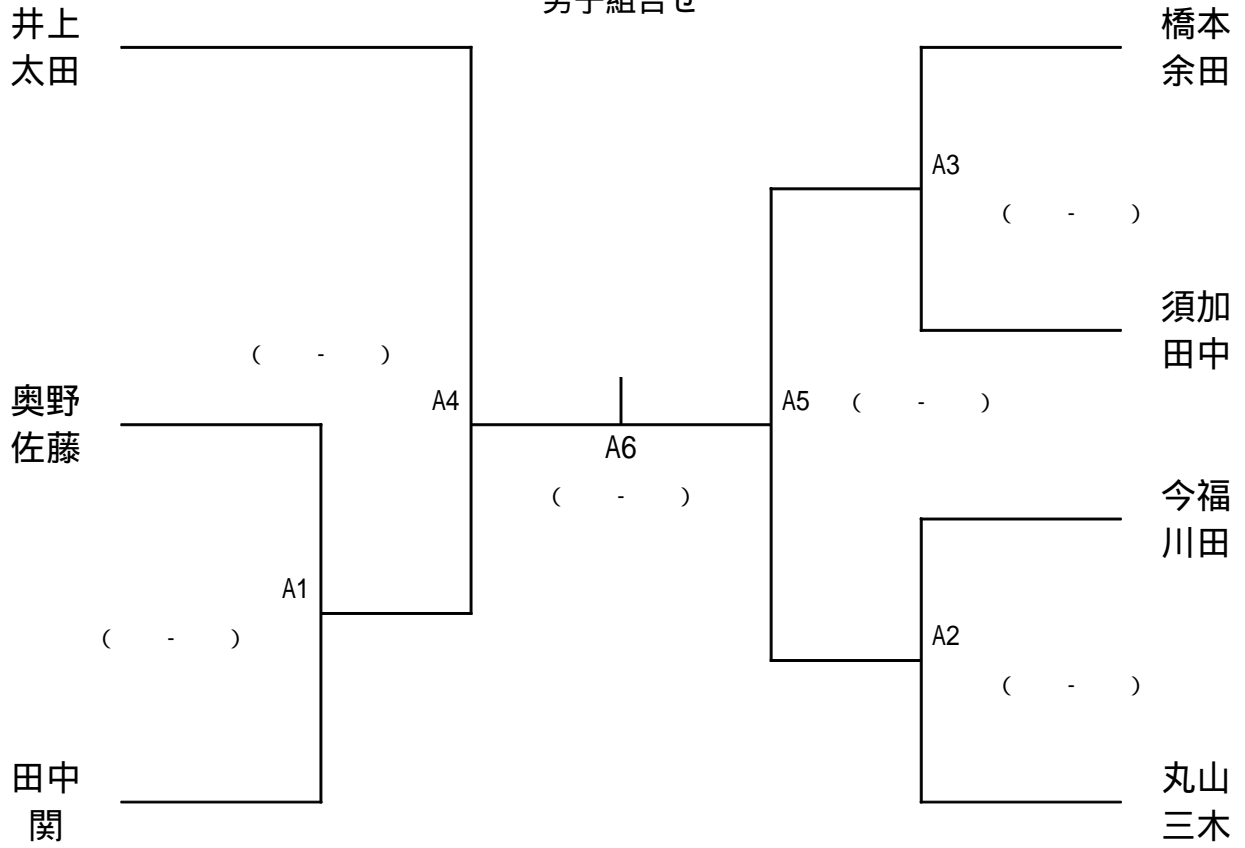 男子組合せ
井上
太田
橋本
余田
A3
( - )
須加
田中
( - )
奥野
佐藤
A4
A5 ( - )
A6
( - )
今福
川田
A1
( - )
A2
( - )
田中
関
丸山
三木